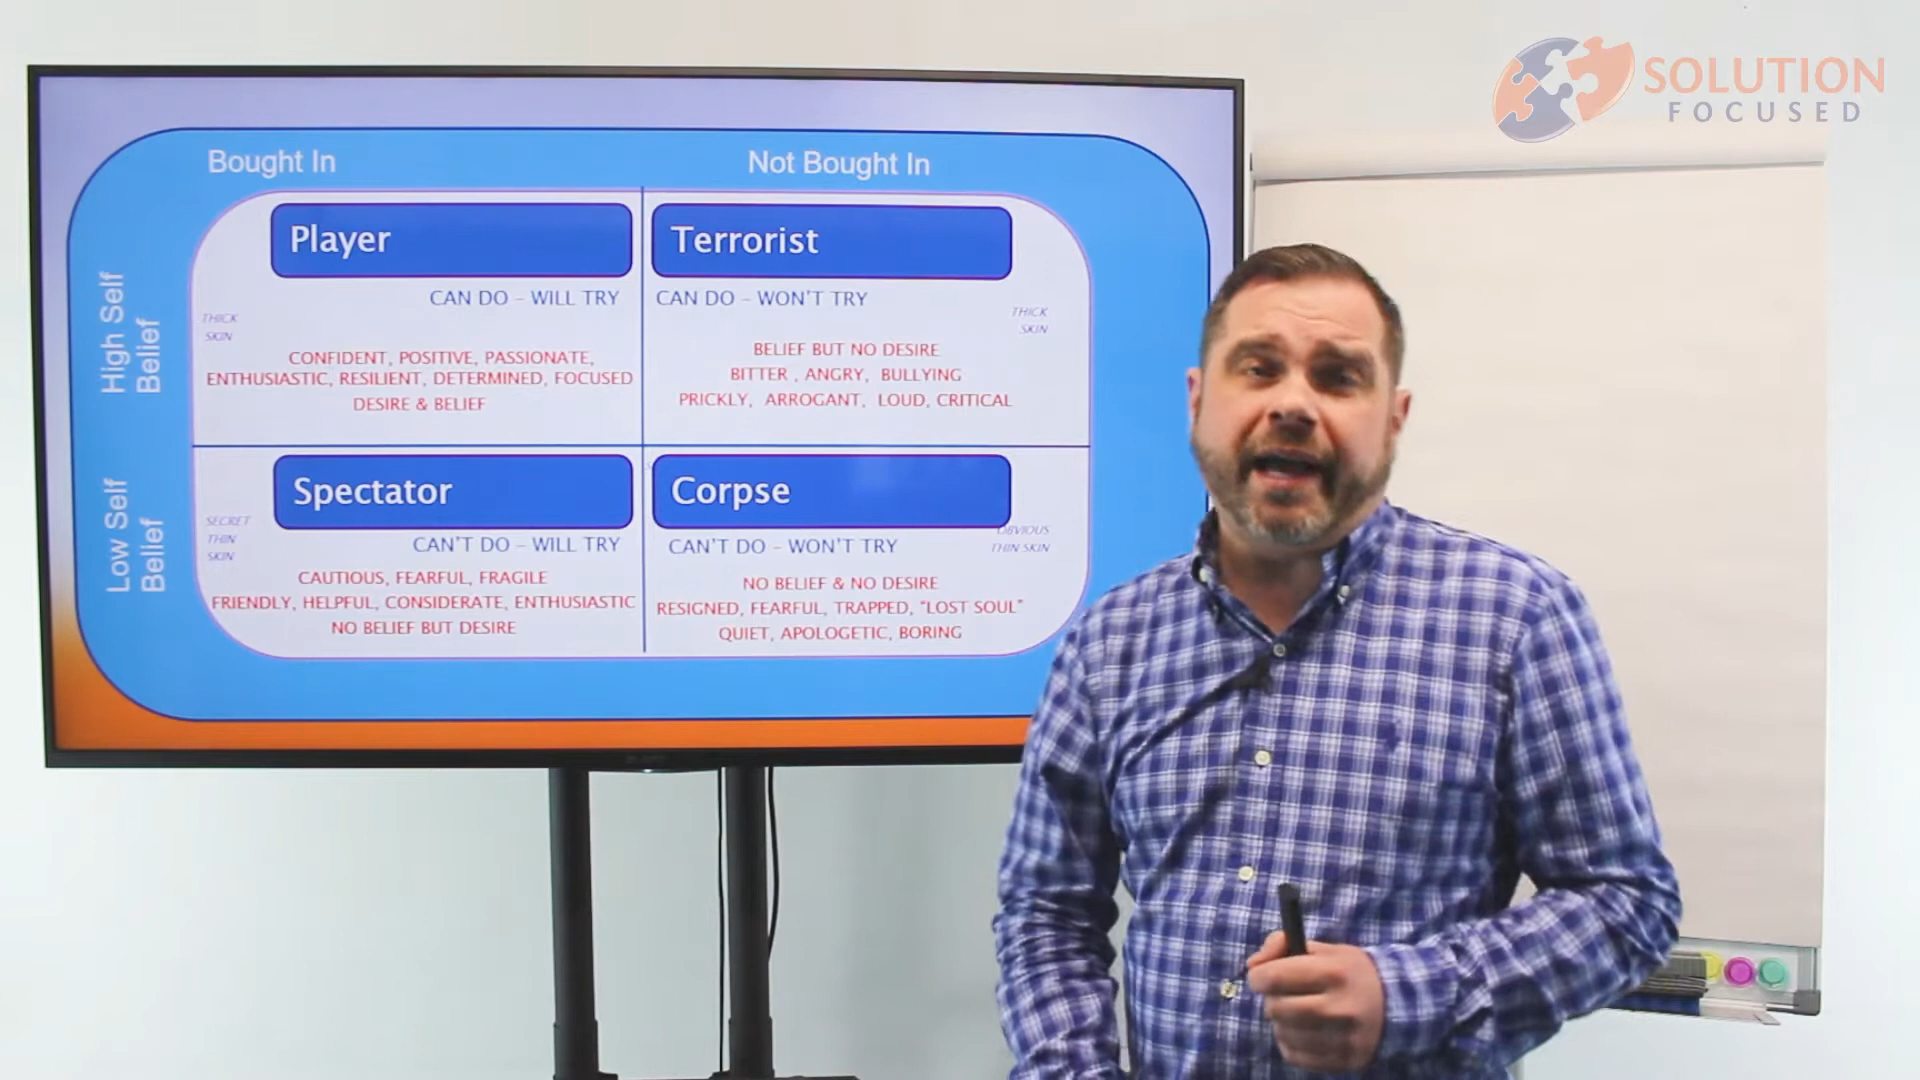 SOLUTION
FOCUSED
Bought In
Not Bought In
High Self
Belief
Low Self
Belief
Player
CAN DO – WILL TRY
THICK
SKIN
CONFIDENT, POSITIVE, PASSIONATE,
ENTHUSIASTIC, RESILIENT, DETERMINED, FOCUSED
DESIRE & BELIEF
Terrorist
CAN DO – WON'T TRY
THICK
SKIN
BELIEF BUT NO DESIRE
BITTER , ANGRY, BULLYING
PRICKLY, ARROGANT, LOUD, CRITICAL
Spectator
SECRET
THIN
SKIN
CAN'T DO – WILL TRY
CAUTIOUS, FEARFUL, FRAGILE
FRIENDLY, HELPFUL, CONSIDERATE, ENTHUSIASTIC
NO BELIEF BUT DESIRE
Corpse
OBVIOUS
THIN SKIN
CAN'T DO – WON'T TRY
NO BELIEF & NO DESIRE
RESIGNED, FEARFUL, TRAPPED, "LOST SOUL"
QUIET, APOLOGETIC, BORING